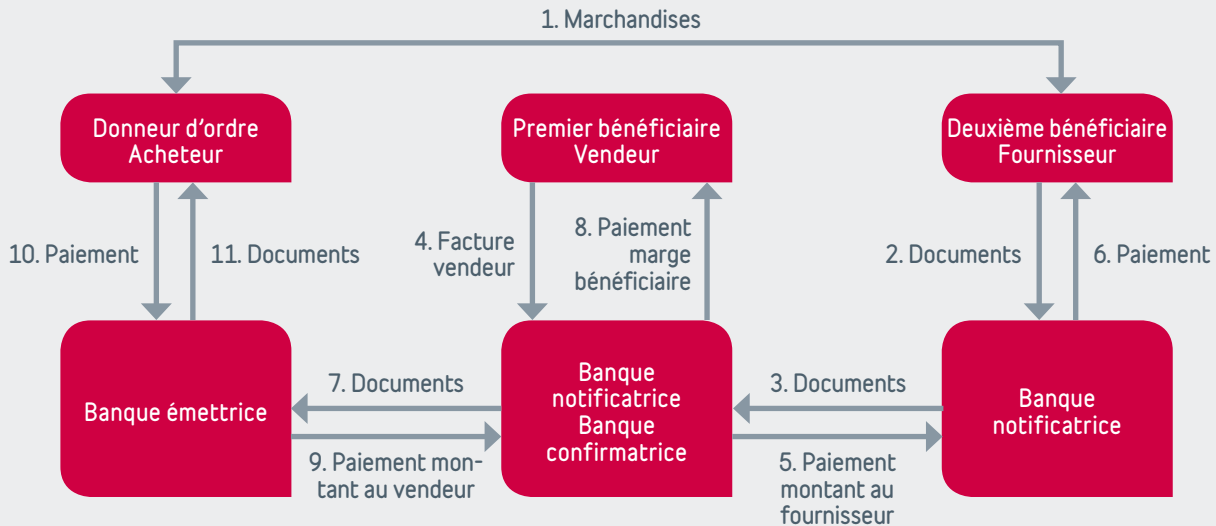 1. Marchandises
Donneur d'ordre
Acheteur
Premier bénéficiaire
Vendeur
Deuxième bénéficiaire
Fournisseur
10. Paiement
11. Documents
4. Facture
vendeur
8. Paiement
marge
bénéficiaire
2. Documents
6. Paiement
Banque émettrice
7. Documents
9. Paiement mon-
tant au vendeur
Banque
notificatrice
Banque
confirmatrice
3. Documents
5. Paiement
montant au
fournisseur
Banque
notificatrice